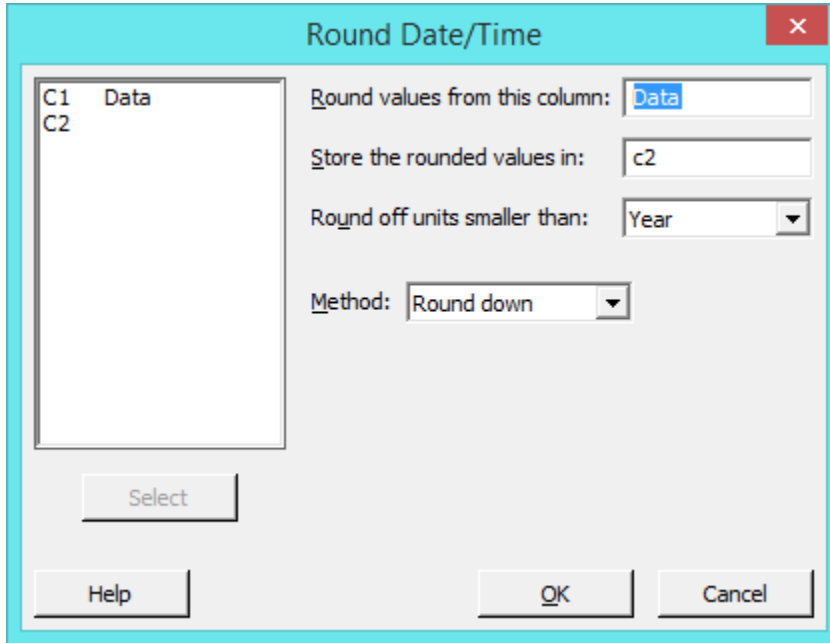 Round Date/Time
C1 Data
C2
Round values from this column: Data
Store the rounded values in: c2
Round off units smaller than: Year
Method: Round down
Select
Help
OK
Cancel